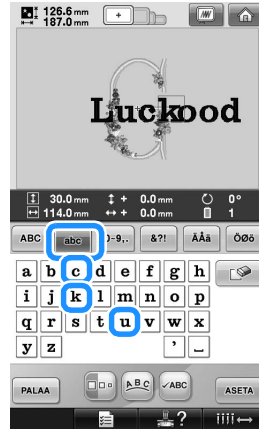 126.6 mm
187.0 mm
C
Luckood
30.0 mm + 0.0 mm 0°
114.0 mm + 0.0 mm 1
ABC abc 0-9,. &?! ÄÅä ÖØö
a b c d e f g h
i j k l m n o p
q r s t u v w x
y z ' _
PALAA ABC ✓ABC ASETA
?